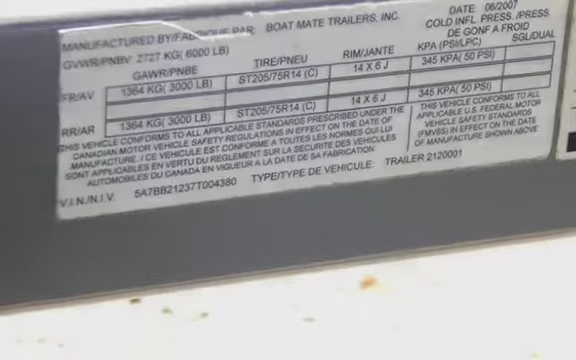 MANUFACTURED BY/FABRIQUE PAR: BOAT MATE TRAILERS, INC. DATE: 06/2007
GVWR/PNBV 2727 KG( 6000 LB) COLD INFL. PRESS./PRESS.
DE GONF A FROID
GAWR/PNBE TIRE/PNEU RIM/JANTE KPA (PSI/LPC) SGL/DUAL
FR/AV 1364 KG( 3000 LB) ST205/75R14 (C) 14 X 6 J 345 KPA( 50 PSI)
RR/AR 1364 KG( 3000 LB) ST205/75R14 (C) 14 X 6 J 345 KPA( 50 PSI)
THIS VEHICLE CONFORMS TO ALL APPLICABLE STANDARDS PRESCRIBED UNDER THE
CANADIAN MOTOR VEHICLE SAFETY REGULATIONS IN EFFECT ON THE DATE OF
MANUFACTURE. / CE VEHICULE EST CONFORME A TOUTES LES NORMES QUI LUI
SONT APPLICABLES EN VERTU DU REGLEMENT SUR LA SECURITE DES VEHICULES
AUTOMOBILES DU CANADA EN VIGUEUR A LA DATE DE SA FABRICATION
THIS VEHICLE CONFORMS TO ALL
APPLICABLE U.S. FEDERAL MOTOR
VEHICLE SAFETY STANDARDS
(FMVSS) IN EFFECT ON THE DATE
OF MANUFACTURE SHOWN ABOVE
V.I.N./N.I.V. 5A7BB21237T004380 TYPE/TYPE DE VEHICULE: TRAILER 2120001